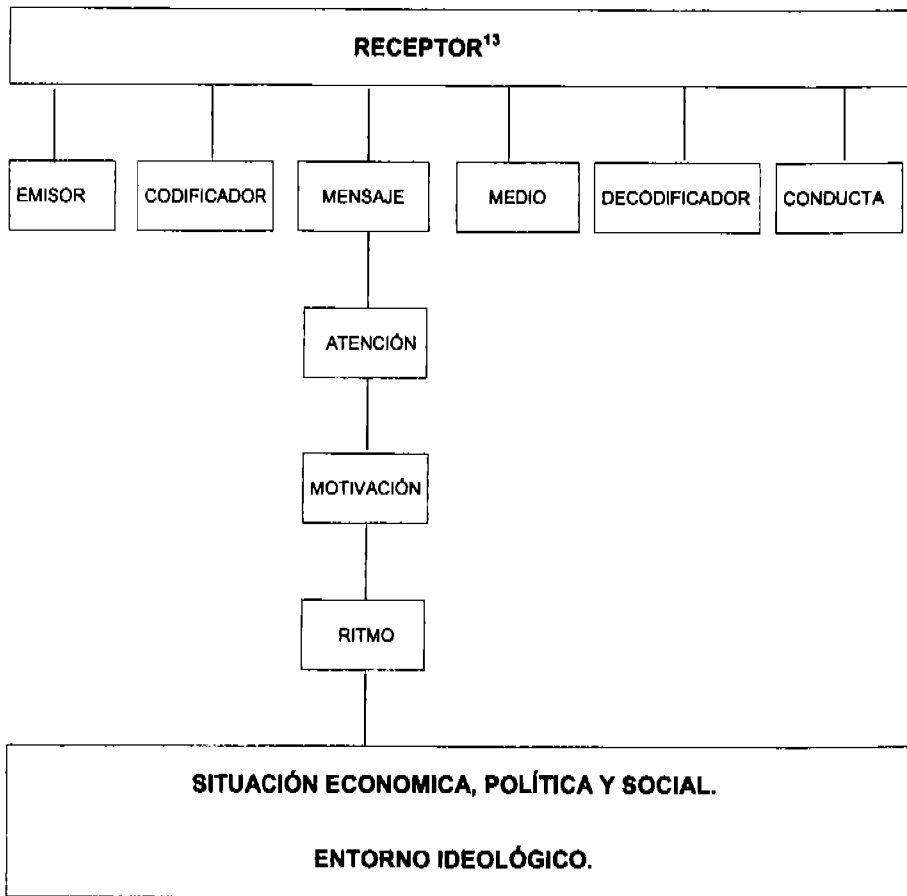 RECEPTOR¹³
EMISOR CODIFICADOR MENSAJE MEDIO DECODIFICADOR CONDUCTA
ATENCIÓN
MOTIVACIÓN
RITMO
SITUACIÓN ECONOMICA, POLÍTICA Y SOCIAL.
ENTORNO IDEOLÓGICO.